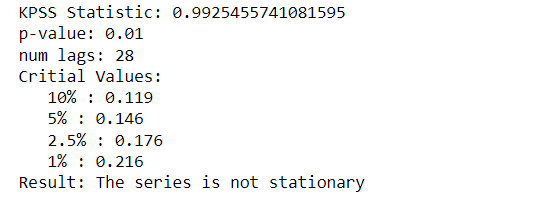 KPSS Statistic: 0.9925455741081595
p-value: 0.01
num lags: 28
Critial Values:
10% : 0.119
5% : 0.146
2.5% : 0.176
1% : 0.216
Result: The series is not stationary